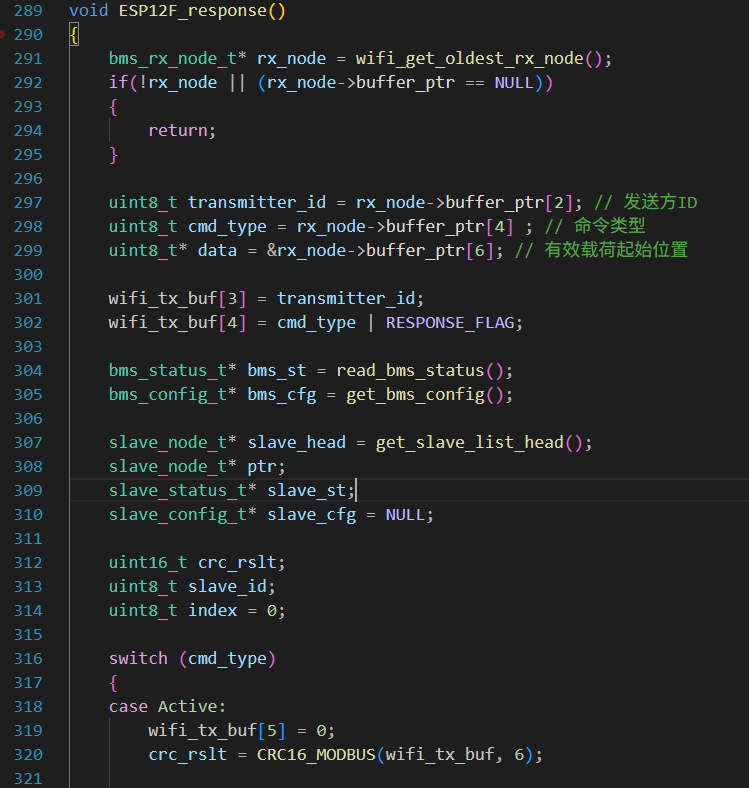 289 void ESP12F_response()
290 {
291 bms_rx_node_t* rx_node = wifi_get_oldest_rx_node();
292 if(!rx_node || (rx_node->buffer_ptr == NULL))
293 {
294 return;
295 }
296
297 uint8_t transmitter_id = rx_node->buffer_ptr[2]; // 发送方ID
298 uint8_t cmd_type = rx_node->buffer_ptr[4] ; // 命令类型
299 uint8_t* data = &rx_node->buffer_ptr[6]; // 有效载荷起始位置
300
301 wifi_tx_buf[3] = transmitter_id;
302 wifi_tx_buf[4] = cmd_type | RESPONSE_FLAG;
303
304 bms_status_t* bms_st = read_bms_status();
305 bms_config_t* bms_cfg = get_bms_config();
306
307 slave_node_t* slave_head = get_slave_list_head();
308 slave_node_t* ptr;
309 slave_status_t* slave_st;
310 slave_config_t* slave_cfg = NULL;
311
312 uint16_t crc_rslt;
313 uint8_t slave_id;
314 uint8_t index = 0;
315
316 switch (cmd_type)
317 {
318 case Active:
319 wifi_tx_buf[5] = 0;
320 crc_rslt = CRC16_MODBUS(wifi_tx_buf, 6);
321